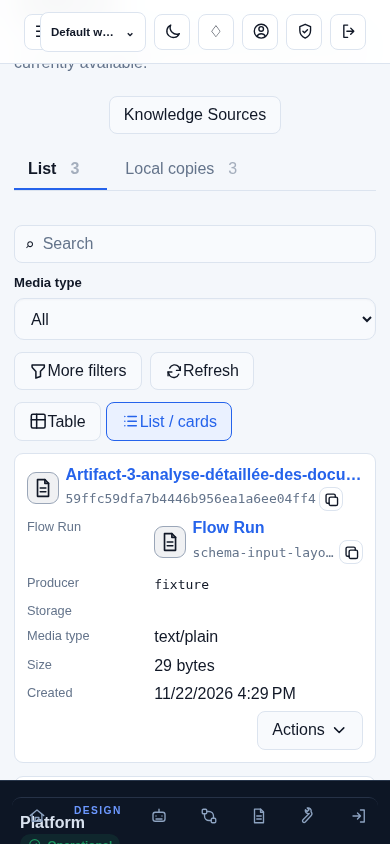 Default w...
currently available.
Knowledge Sources
List 3 Local copies 3
Search
Media type
All
More filters Refresh
Table List / cards
Artifact-3-analyse-détaillée-des-docu...
59ffc59dfa7b4446b956ea1a6ee04ff4
Flow Run Flow Run
schema-input-layo...
Producer fixture
Storage
Media type text/plain
Size 29 bytes
Created 11/22/2026 4:29 PM
Actions
DESIGN
Platform
Operational